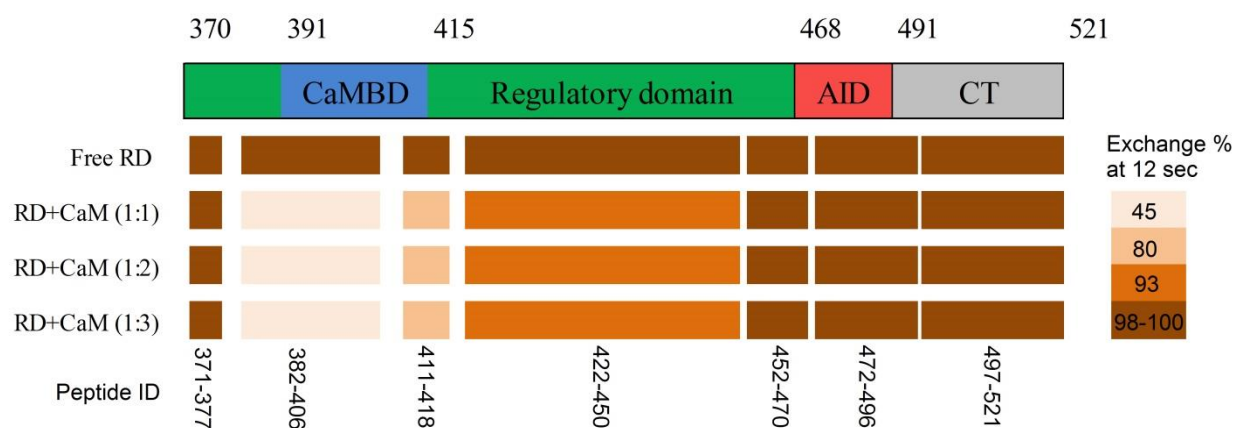 370 391 415 468 491 521
CaMBD Regulatory domain AID CT
Free RD
Exchange %
at 12 sec
RD+CaM (1:1)
45
RD+CaM (1:2)
80
93
RD+CaM (1:3)
98-100
Peptide ID
371-377
382-406
411-418
422-450
452-470
472-496
497-521